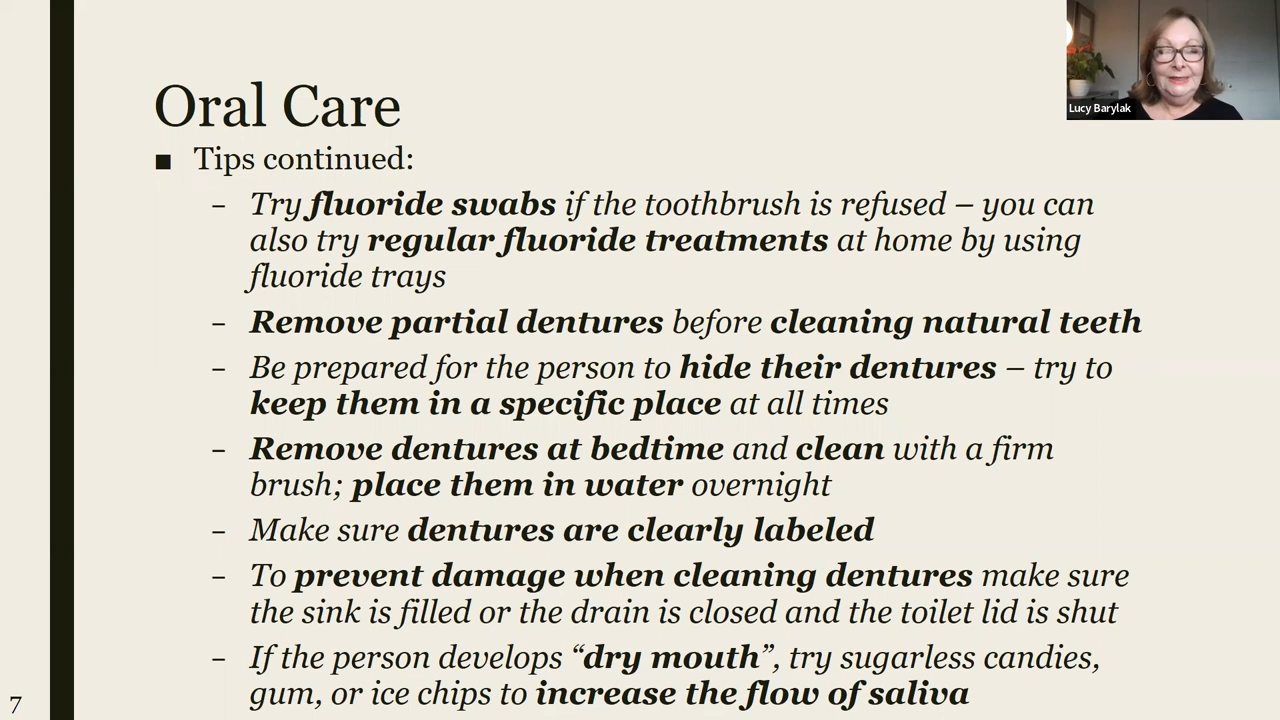 Lucy Barylak
Oral Care
■ Tips continued:
– Try fluoride swabs if the toothbrush is refused – you can
also try regular fluoride treatments at home by using
fluoride trays
– Remove partial dentures before cleaning natural teeth
– Be prepared for the person to hide their dentures – try to
keep them in a specific place at all times
– Remove dentures at bedtime and clean with a firm
brush; place them in water overnight
– Make sure dentures are clearly labeled
– To prevent damage when cleaning dentures make sure
the sink is filled or the drain is closed and the toilet lid is shut
– If the person develops “dry mouth”, try sugarless candies,
gum, or ice chips to increase the flow of saliva
7